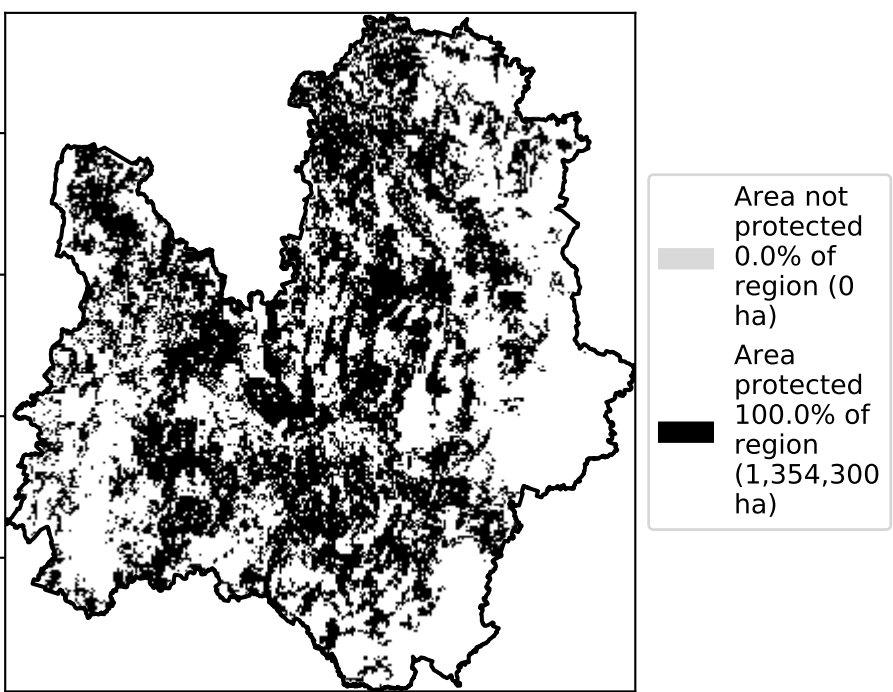 Area not
protected
0.0% of
region (0
ha)
Area
protected
100.0% of
region
(1,354,300
ha)